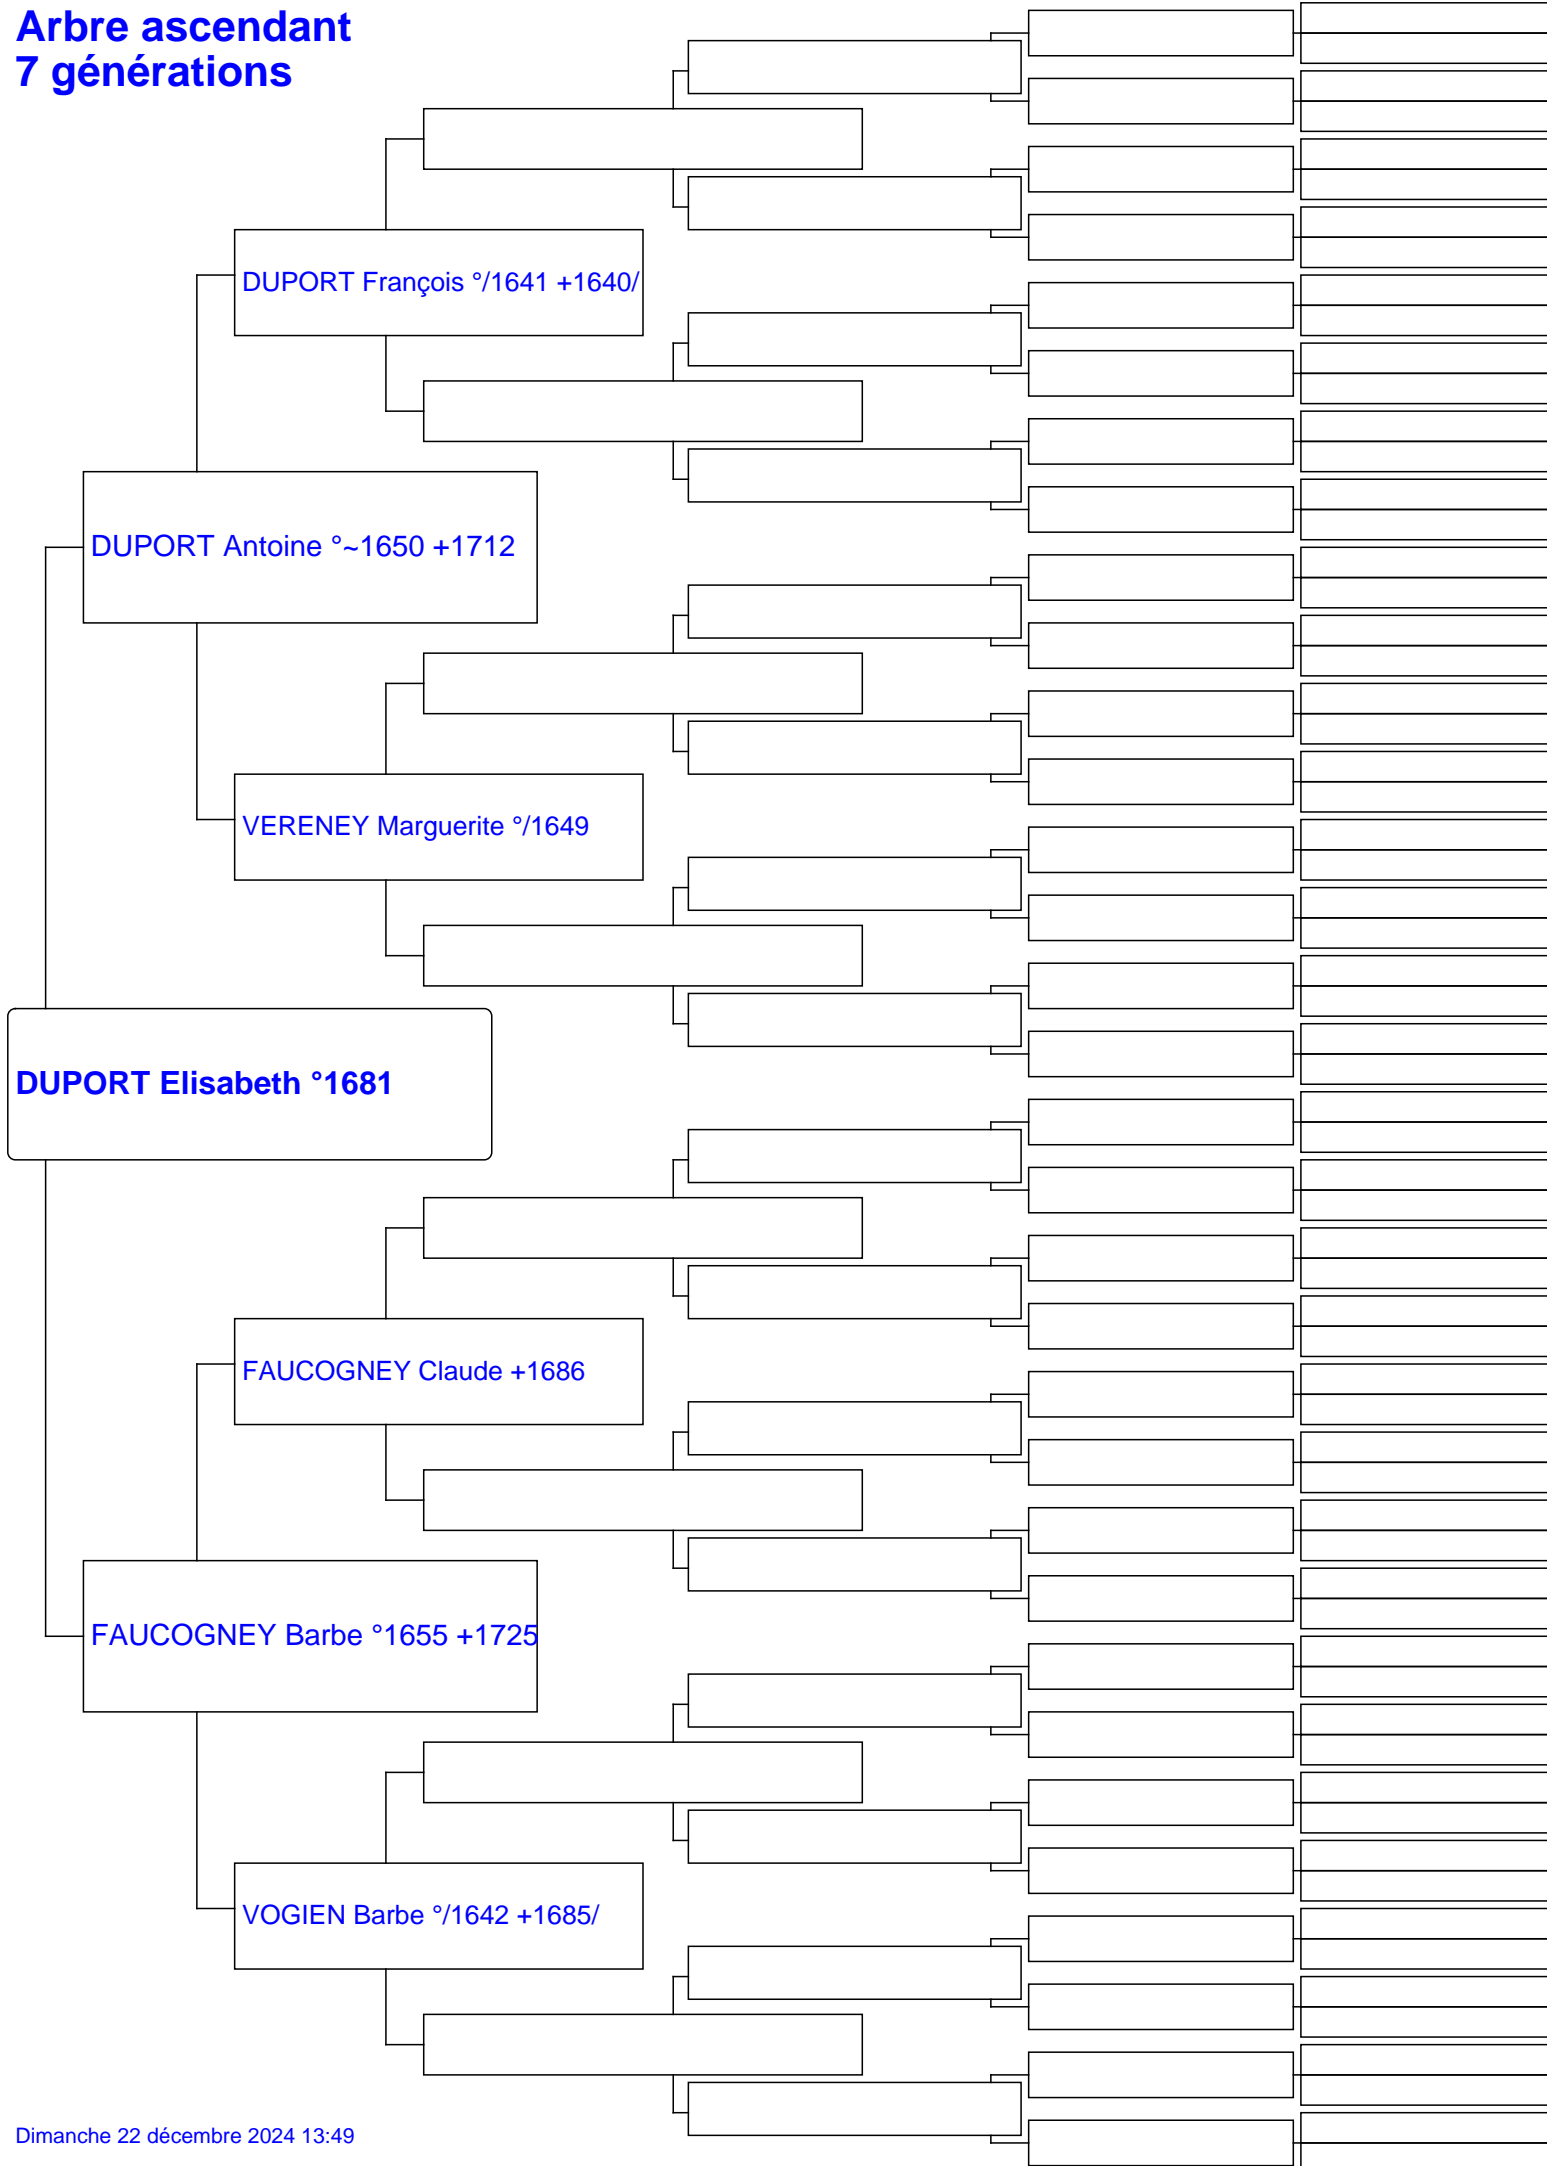 Arbre ascendant
7 générations
DUPORT François °/1641 +1640/
DUPORT Antoine °~1650 +1712
VERENEY Marguerite °/1649
DUPORT Elisabeth °1681
FAUCOGNEY Claude +1686
FAUCOGNEY Barbe °1655 +1725
VOGIEN Barbe °/1642 +1685/
Dimanche 22 décembre 2024 13:49